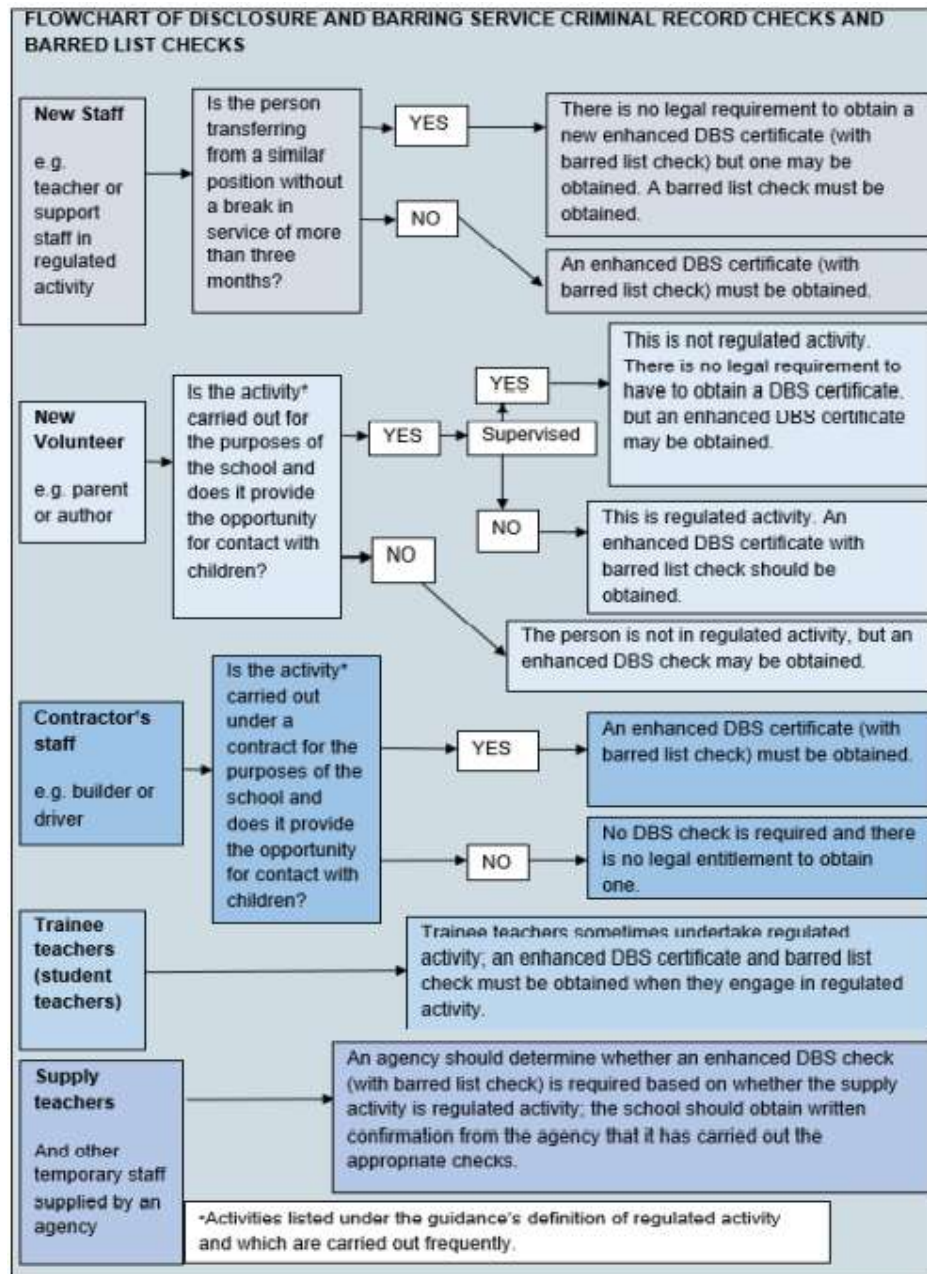 FLOWCHART OF DISCLOSURE AND BARRING SERVICE CRIMINAL RECORD CHECKS AND
BARRED LIST CHECKS
New Staff
e.g.
teacher or
support
staff in
regulated
activity
Is the person
transferring
from a similar
position without
a break in
service of more
than three
months?
YES
There is no legal requirement to obtain a
new enhanced DBS certificate (with
barred list check) but one may be
obtained. A barred list check must be
obtained.
NO
An enhanced DBS certificate (with
barred list check) must be obtained.
New
Volunteer
e.g. parent
or author
Is the activity*
carried out for
the purposes of
the school and
does it provide
the opportunity
for contact with
children?
YES
Supervised
YES
This is not regulated activity.
There is no legal requirement to
have to obtain a DBS certificate,
but an enhanced DBS certificate
may be obtained.
NO
This is regulated activity. An
enhanced DBS certificate with
barred list check should be
obtained.
NO
The person is not in regulated activity, but an
enhanced DBS check may be obtained.
Contractor's
staff
e.g. builder or
driver
Is the activity*
carried out
under a
contract for the
purposes of the
school and
does it provide
the opportunity
for contact with
children?
YES
An enhanced DBS certificate (with
barred list check) must be obtained.
NO
No DBS check is required and there
is no legal entitlement to obtain
one.
Trainee
teachers
(student
teachers)
Trainee teachers sometimes undertake regulated
activity; an enhanced DBS certificate and barred list
check must be obtained when they engage in regulated
activity.
Supply
teachers
And other
temporary staff
supplied by an
agency
An agency should determine whether an enhanced DBS check
(with barred list check) is required based on whether the supply
activity is regulated activity; the school should obtain written
confirmation from the agency that it has carried out the
appropriate checks.
*Activities listed under the guidance's definition of regulated activity
and which are carried out frequently.